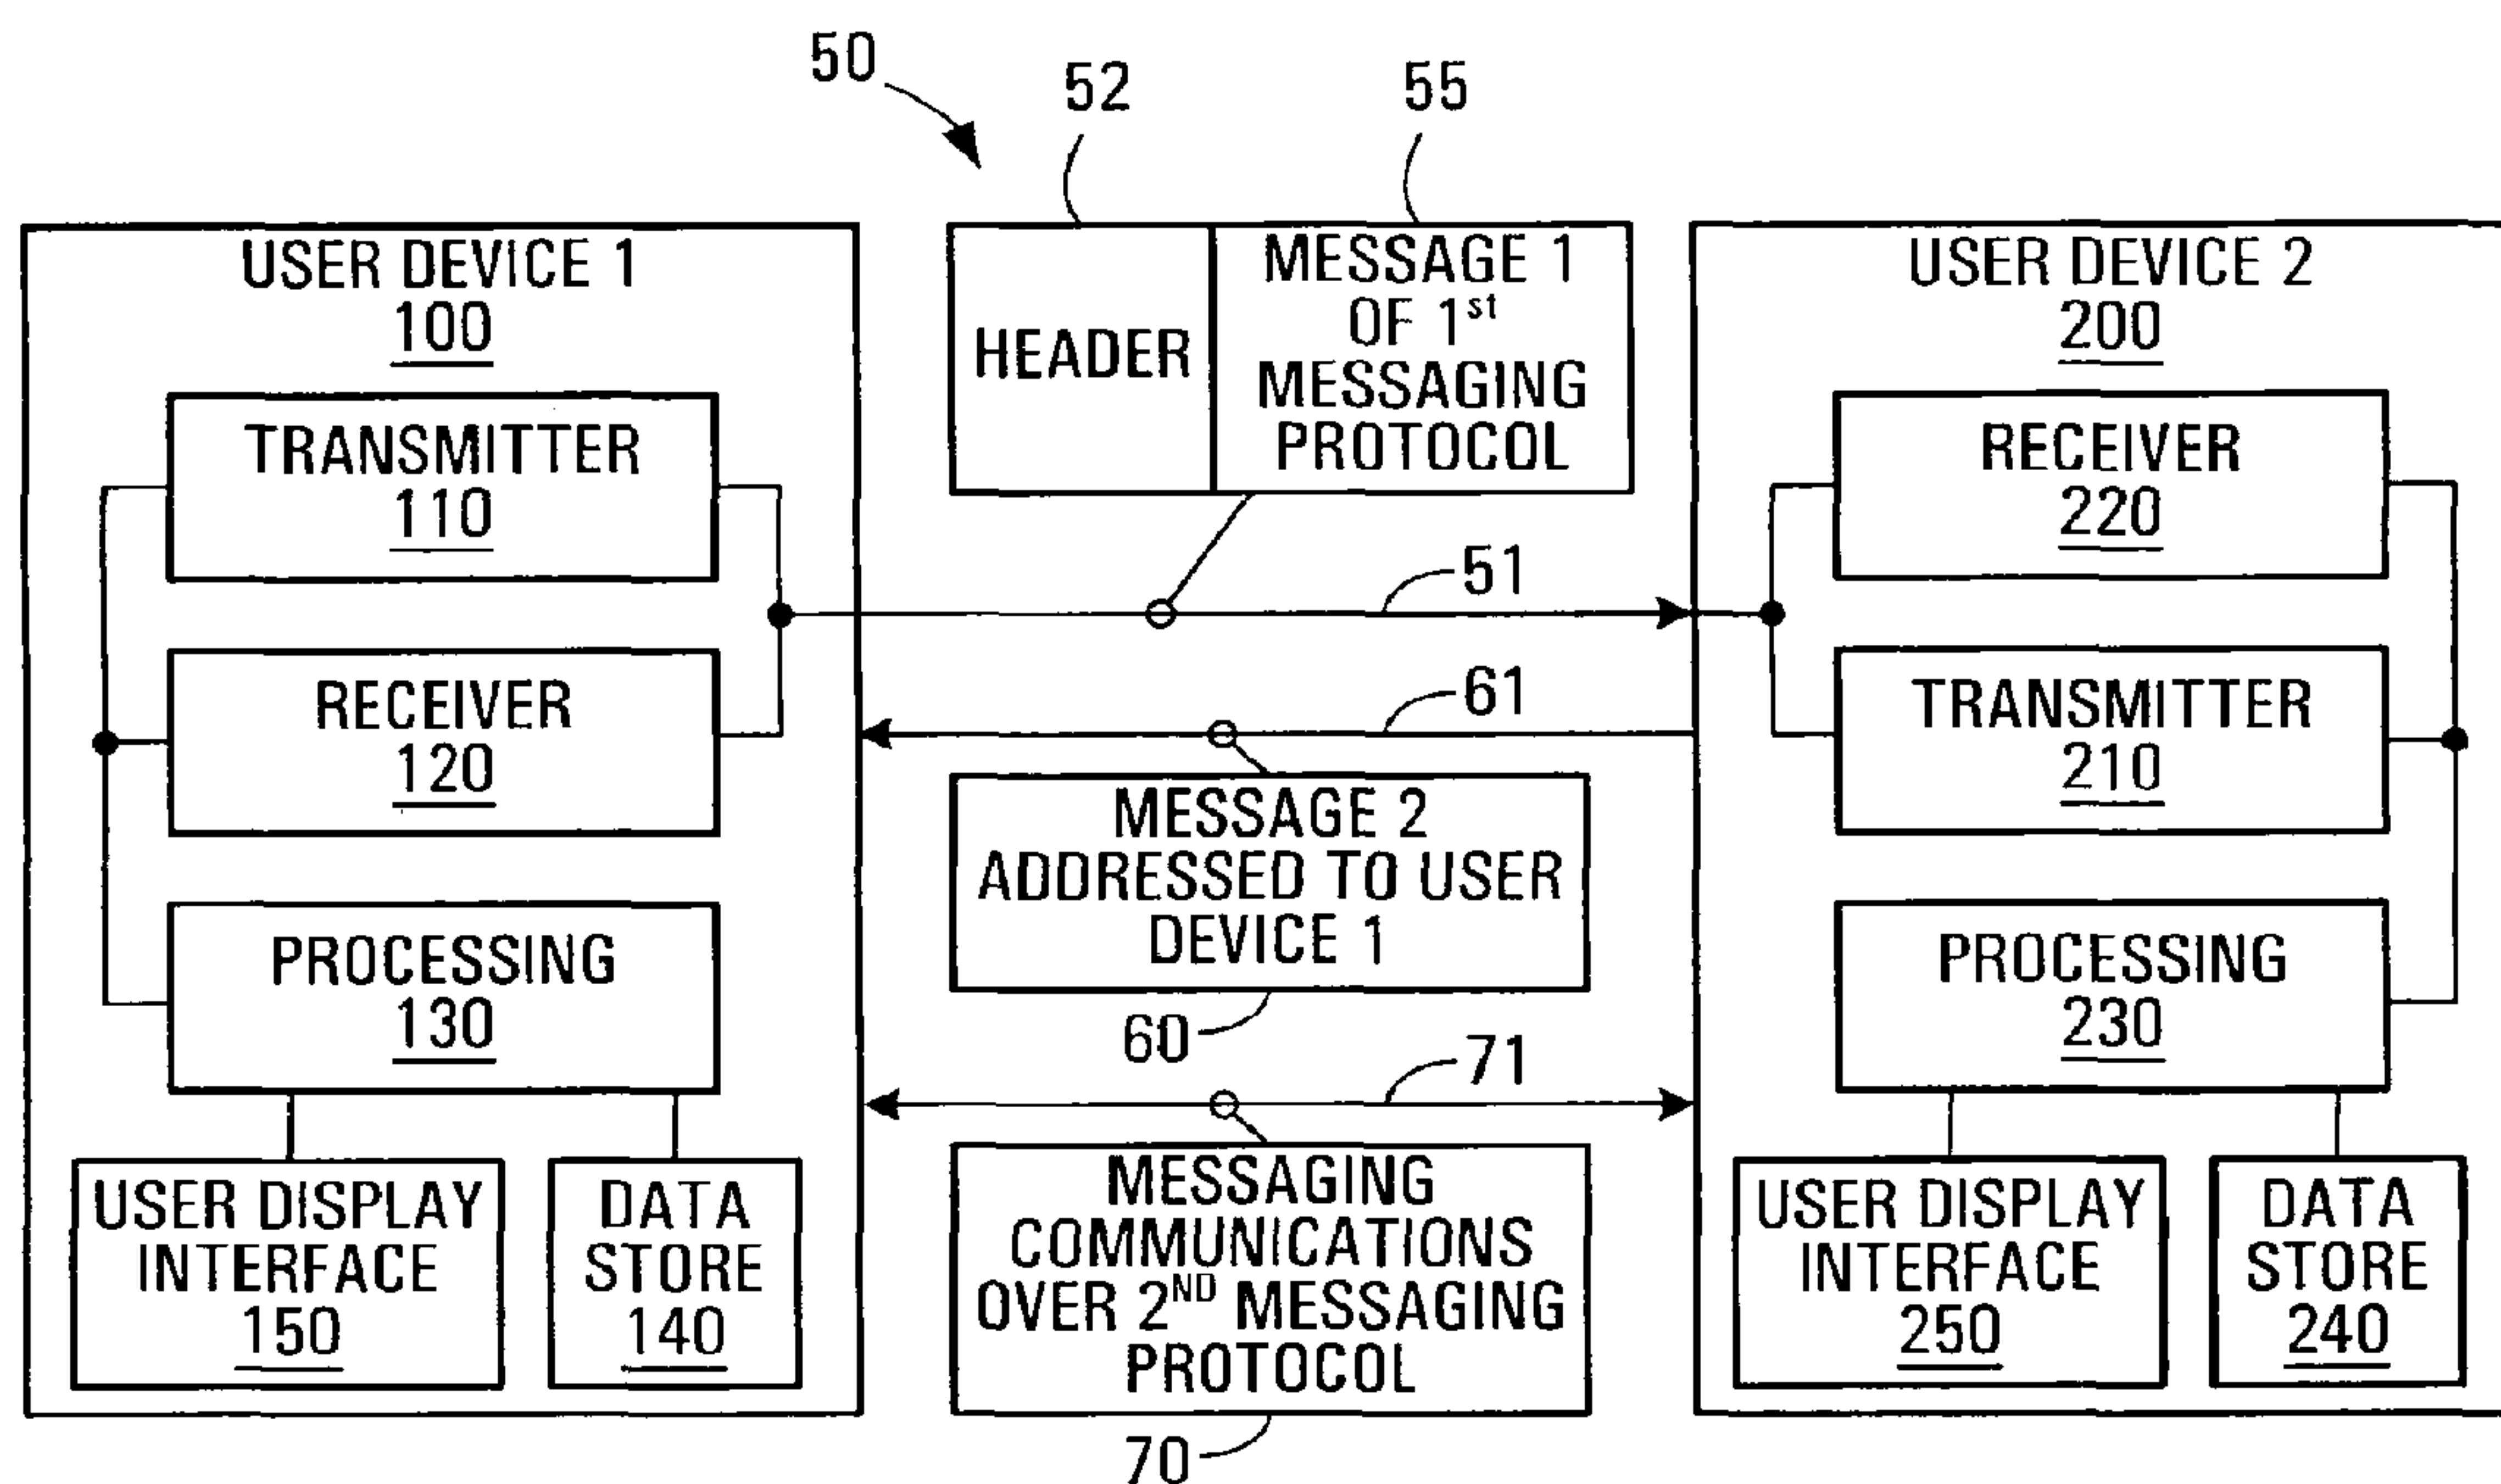 50
52
55
USER DEVICE 1
100
TRANSMITTER
110
RECEIVER
120
PROCESSING
130
USER DISPLAY
INTERFACE
150
DATA
STORE
140
HEADER
MESSAGE 1
OF 1st
MESSAGING
PROTOCOL
51
61
MESSAGE 2
ADDRESSED TO USER
DEVICE 1
60
71
MESSAGING
COMMUNICATIONS
OVER 2ND MESSAGING
PROTOCOL
70
USER DEVICE 2
200
RECEIVER
220
TRANSMITTER
210
PROCESSING
230
USER DISPLAY
INTERFACE
250
DATA
STORE
240